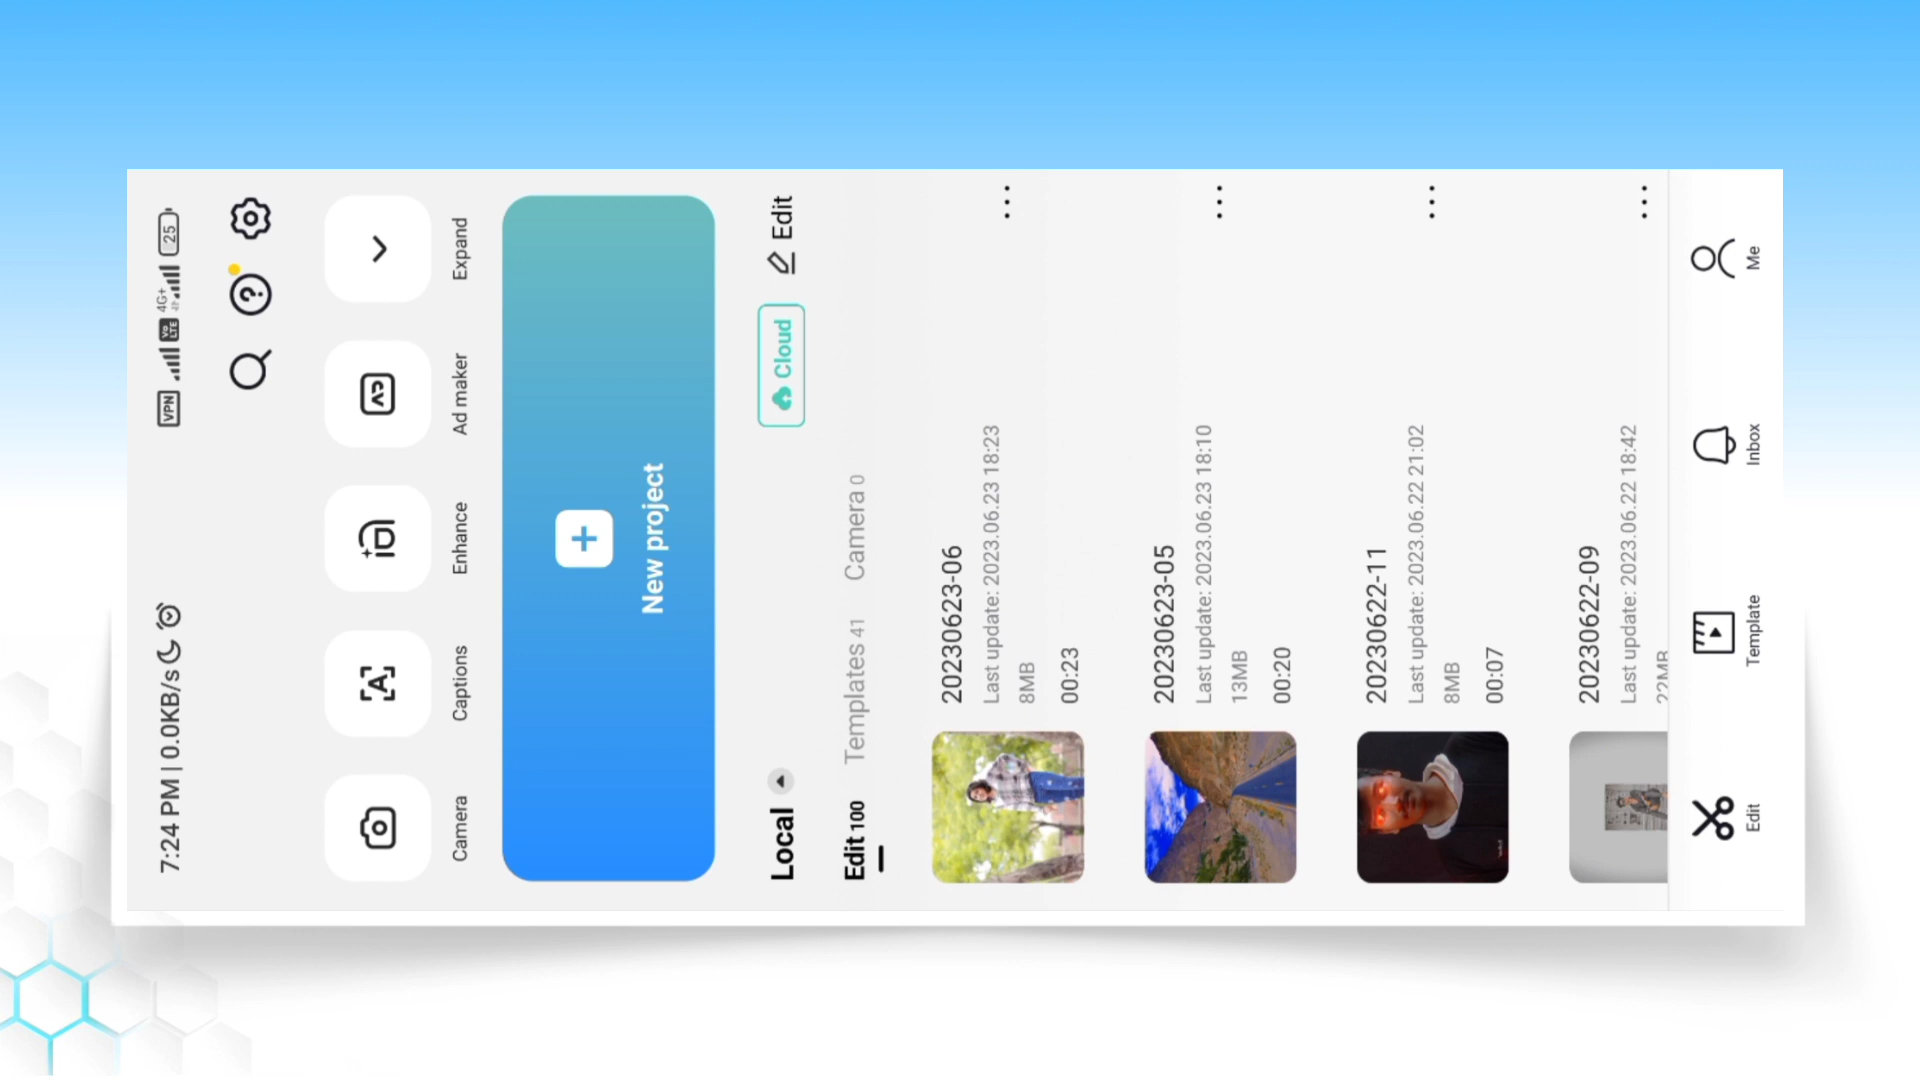 7:24 PM | 0.0KB/s VPN Vo LTE 4G+ 25
Camera Captions Enhance Ad maker Expand
New project
Local Cloud Edit
Edit 100 Templates 41 Camera 0
20230623-06
Last update: 2023.06.23 18:23
8MB
00:23
20230623-05
Last update: 2023.06.23 18:10
13MB
00:20
20230622-11
Last update: 2023.06.22 21:02
8MB
00:07
20230622-09
Last update: 2023.06.22 18:42
22MB
Edit Template Inbox Me